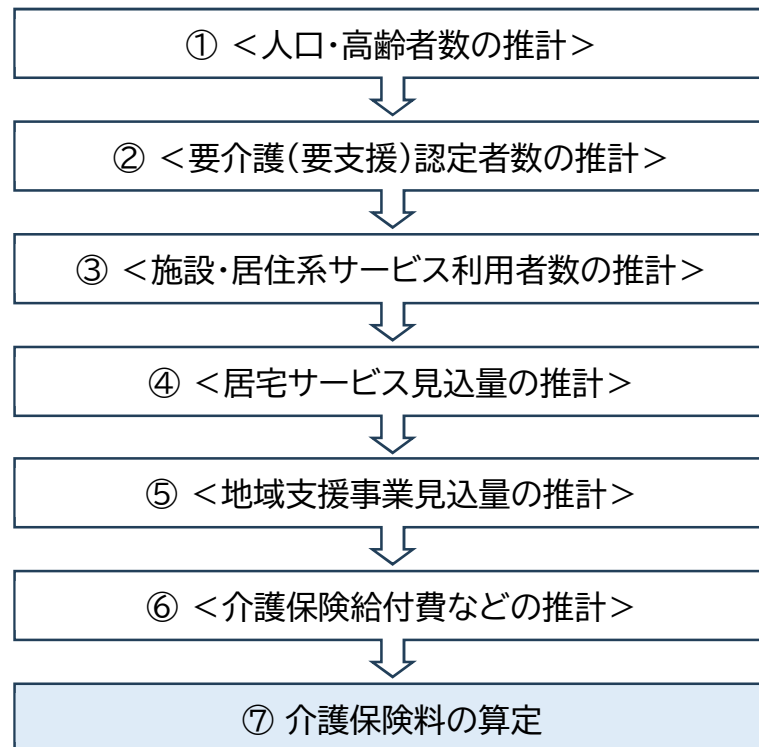 ① ＜人口・高齢者数の推計＞
② ＜要介護(要支援)認定者数の推計＞
③ ＜施設・居住系サービス利用者数の推計＞
④ ＜居宅サービス見込量の推計＞
⑤ ＜地域支援事業見込量の推計＞
⑥ ＜介護保険給付費などの推計＞
⑦ 介護保険料の算定